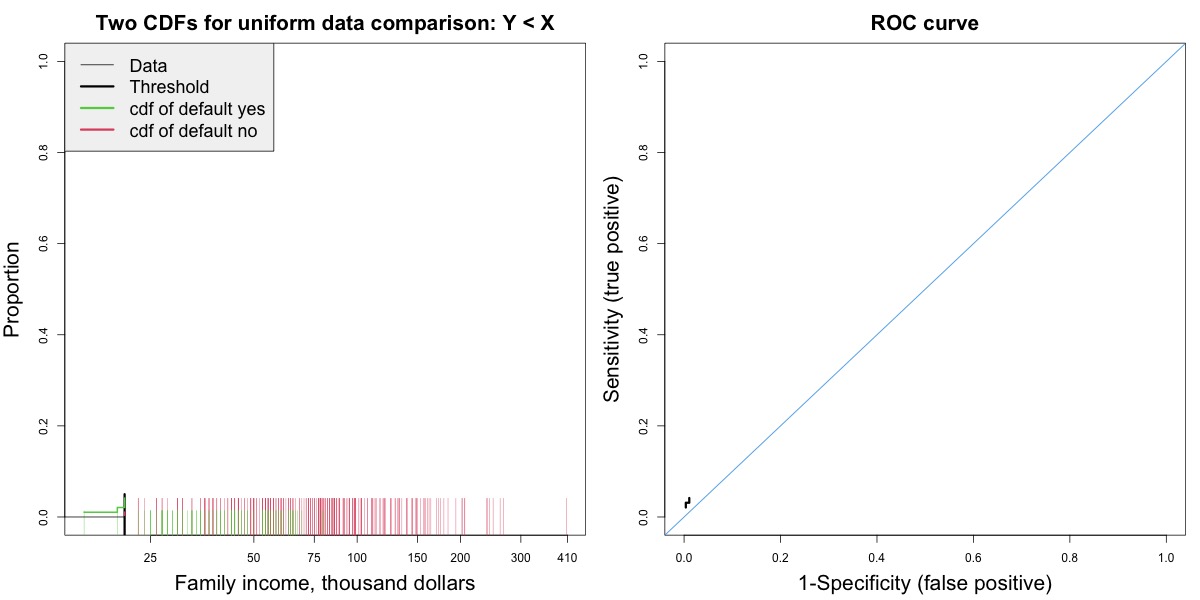 Two CDFs for uniform data comparison: Y < X
Data
Threshold
cdf of default yes
cdf of default no
Proportion
0.0
0.2
0.4
0.6
0.8
1.0
25 50 75 100 150 200 300 410
Family income, thousand dollars
ROC curve
Sensitivity (true positive)
0.0
0.2
0.4
0.6
0.8
1.0
0.0 0.2 0.4 0.6 0.8 1.0
1-Specificity (false positive)